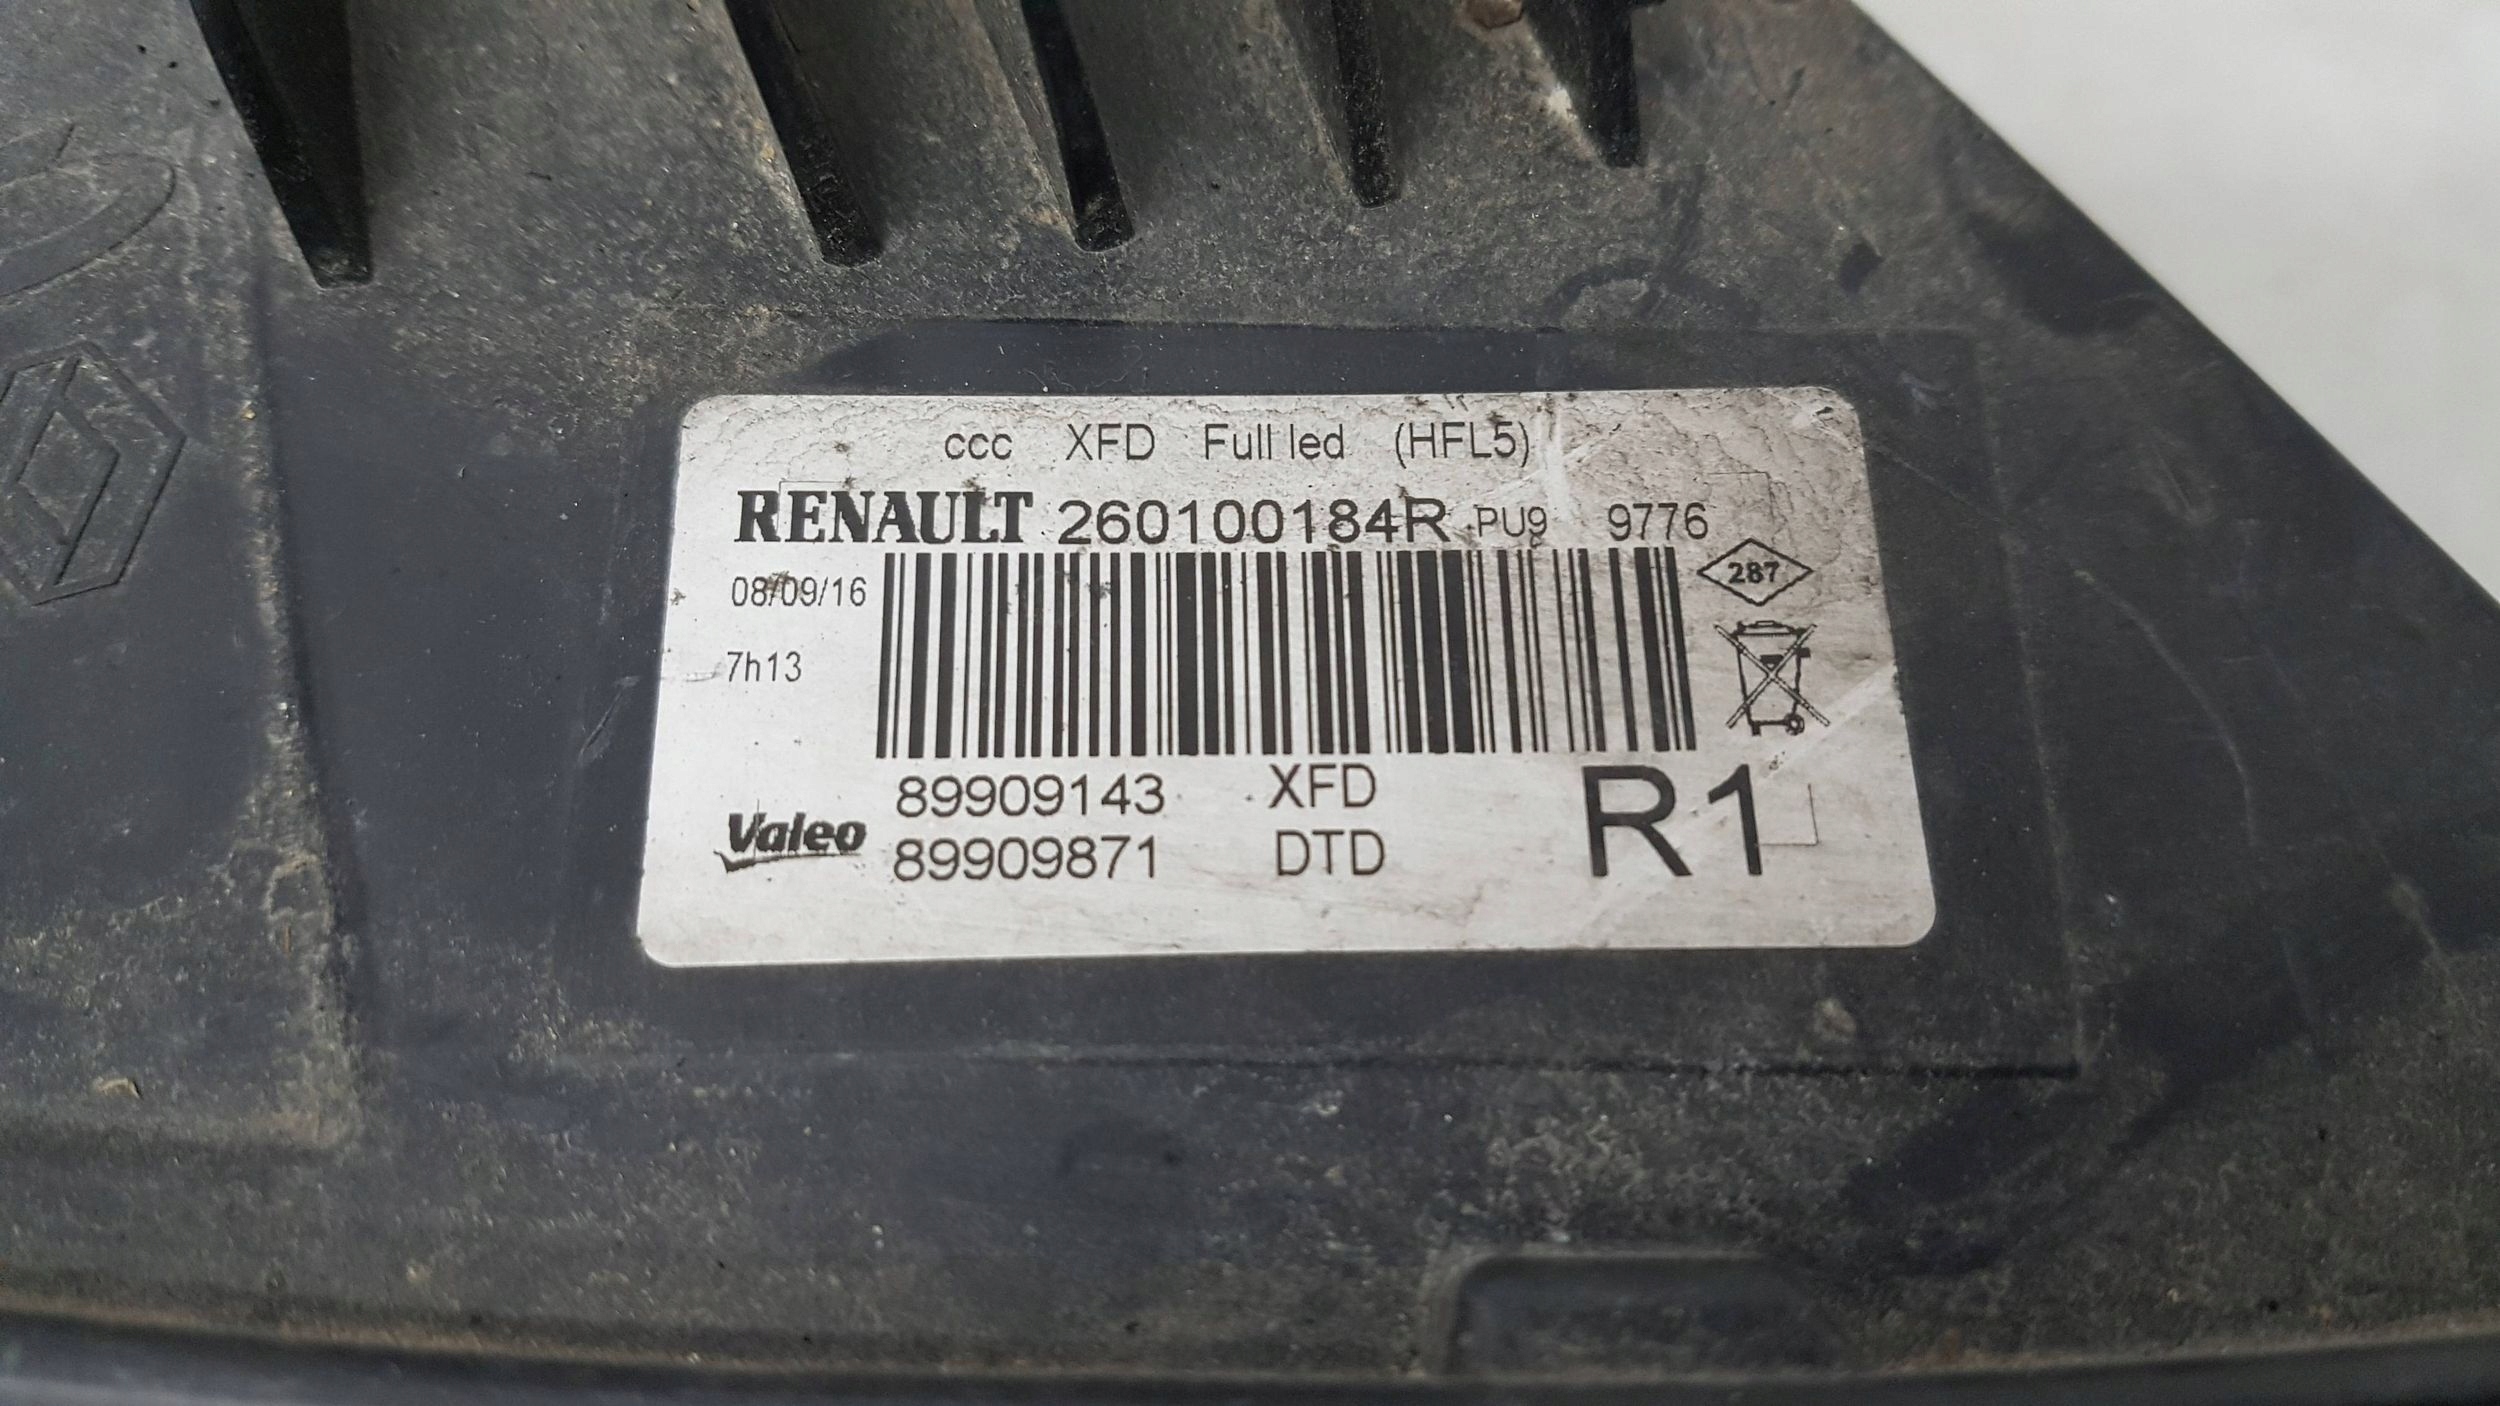 ccc XFD Full led (HFL5)
RENAULT 260100184R PU9 9776
08/09/16
287
7h13
89909143 XFD
R1
Valeo
89909871 DTD